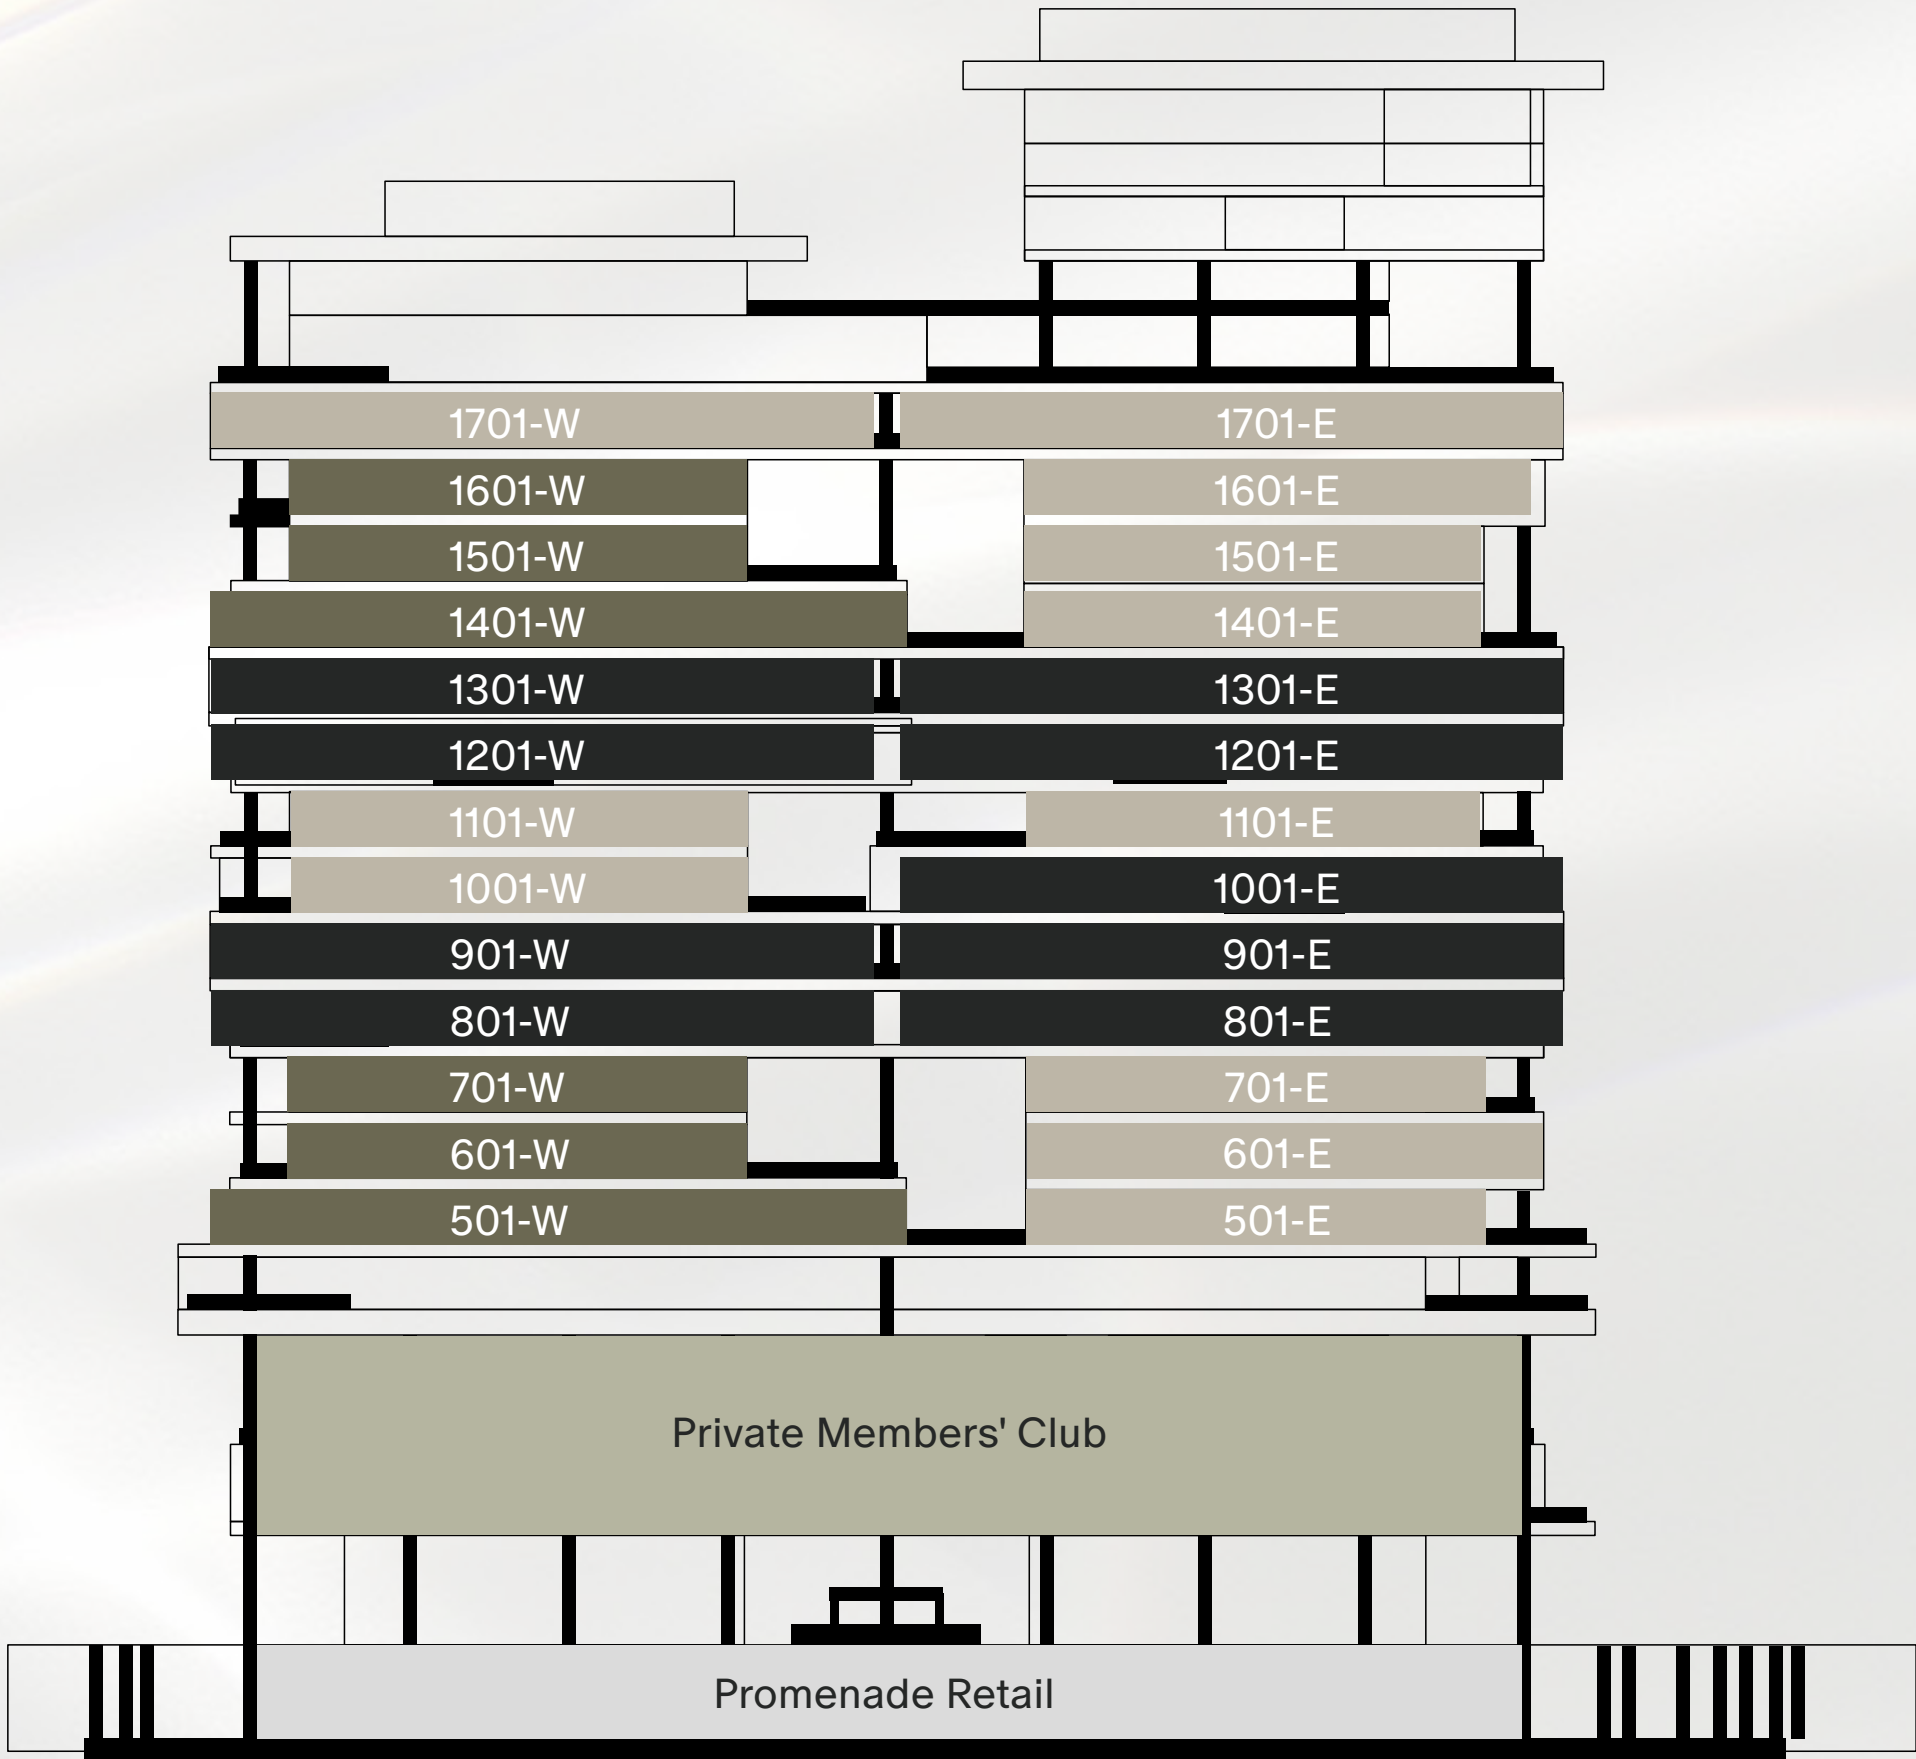 1701-W 1701-E
1601-W 1601-E
1501-W 1501-E
1401-W 1401-E
1301-W 1301-E
1201-W 1201-E
1101-W 1101-E
1001-W 1001-E
901-W 901-E
801-W 801-E
701-W 701-E
601-W 601-E
501-W 501-E
Private Members' Club
Promenade Retail